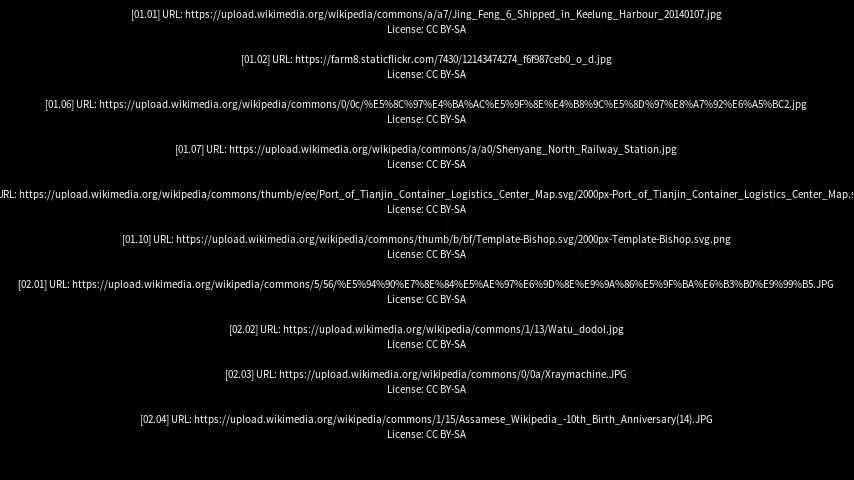 [01.01] URL: https://upload.wikimedia.org/wikipedia/commons/a/a7/Jing_Feng_6_Shipped_in_Keelung_Harbour_20140107.jpg
License: CC BY-SA
[01.02] URL: https://farm8.staticflickr.com/7430/12143474274_f6f987ceb0_o_d.jpg
License: CC BY-SA
[01.06] URL: https://upload.wikimedia.org/wikipedia/commons/0/0c/%E5%8C%97%E4%BA%AC%E5%9F%8E%E4%B8%9C%E5%8D%97%E8%A7%92%E6%A5%BC2.jpg
License: CC BY-SA
[01.07] URL: https://upload.wikimedia.org/wikipedia/commons/a/a0/Shenyang_North_Railway_Station.jpg
License: CC BY-SA
URL: https://upload.wikimedia.org/wikipedia/commons/thumb/e/ee/Port_of_Tianjin_Container_Logistics_Center_Map.svg/2000px-Port_of_Tianjin_Container_Logistics_Center_Map.s
License: CC BY-SA
[01.10] URL: https://upload.wikimedia.org/wikipedia/commons/thumb/b/bf/Template-Bishop.svg/2000px-Template-Bishop.svg.png
License: CC BY-SA
[02.01] URL: https://upload.wikimedia.org/wikipedia/commons/5/56/%E5%94%90%E7%8E%84%E5%AE%97%E6%9D%8E%E9%9A%86%E5%9F%BA%E6%B3%B0%E9%99%B5.JPG
License: CC BY-SA
[02.02] URL: https://upload.wikimedia.org/wikipedia/commons/1/13/Watu_dodol.jpg
License: CC BY-SA
[02.03] URL: https://upload.wikimedia.org/wikipedia/commons/0/0a/Xraymachine.JPG
License: CC BY-SA
[02.04] URL: https://upload.wikimedia.org/wikipedia/commons/1/15/Assamese_Wikipedia_-10th_Birth_Anniversary(14).JPG
License: CC BY-SA